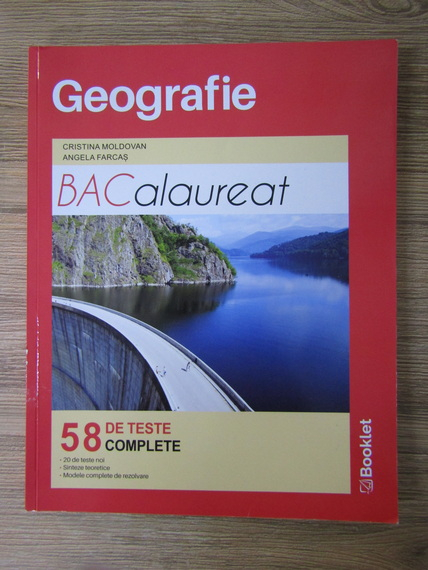 Geografie
CRISTINA MOLDOVAN
ANGELA FARCAȘ
BACalaureat
58 DE TESTE
COMPLETE
- 20 de teste noi
- Sinteze teoretice
- Modele complete de rezolvare
Booklet